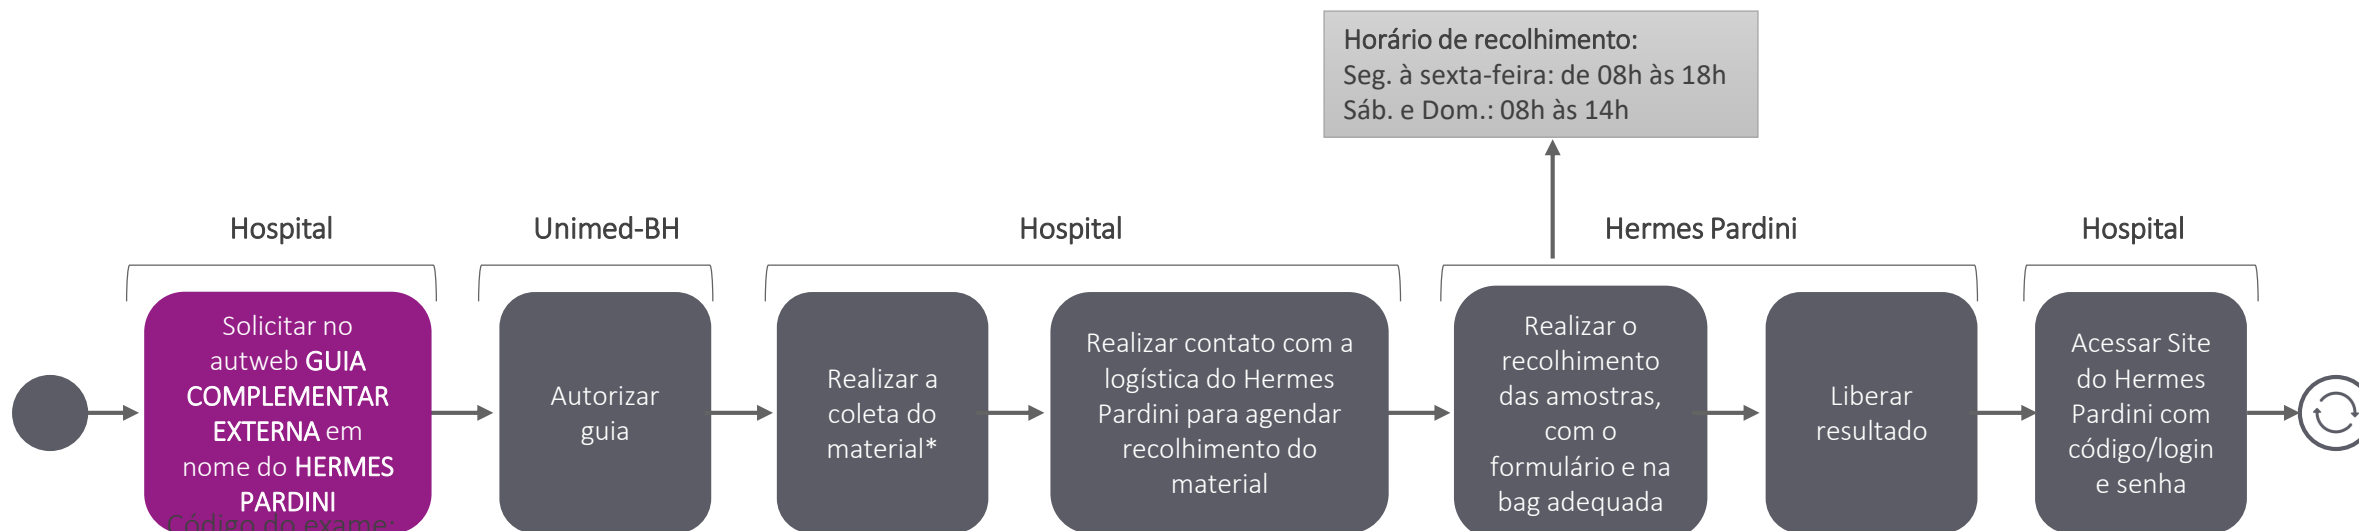 Horário de recolhimento:
Seg. à sexta-feira: de 08h às 18h
Sáb. e Dom.: 08h às 14h
Hospital
Unimed-BH
Hospital
Hermes Pardini
Hospital
Solicitar no
autweb GUIA
COMPLEMENTAR
EXTERNA em
nome do HERMES
PARDINI
Código do exame:
Autorizar
guia
Realizar a
coleta do
material*
Realizar contato com a
logística do Hermes
Pardini para agendar
recolhimento do
material
Realizar o
recolhimento
das amostras,
com o
formulário e na
bag adequada
Liberar
resultado
Acessar Site
do Hermes
Pardini com
código/login
e senha